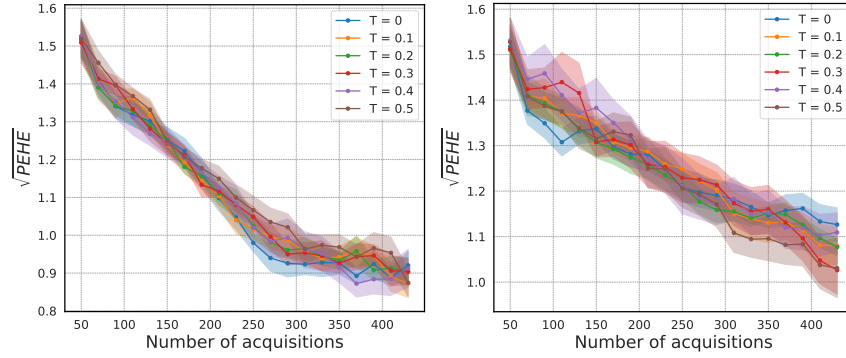 1.6
1.5
1.4
1.3
1.2
1.1
1.0
0.9
0.8
√PEHE
50 100 150 200 250 300 350 400
Number of acquisitions
T = 0
T = 0.1
T = 0.2
T = 0.3
T = 0.4
T = 0.5
1.6
1.5
1.4
1.3
1.2
1.1
1.0
√PEHE
50 100 150 200 250 300 350 400
Number of acquisitions
T = 0
T = 0.1
T = 0.2
T = 0.3
T = 0.4
T = 0.5